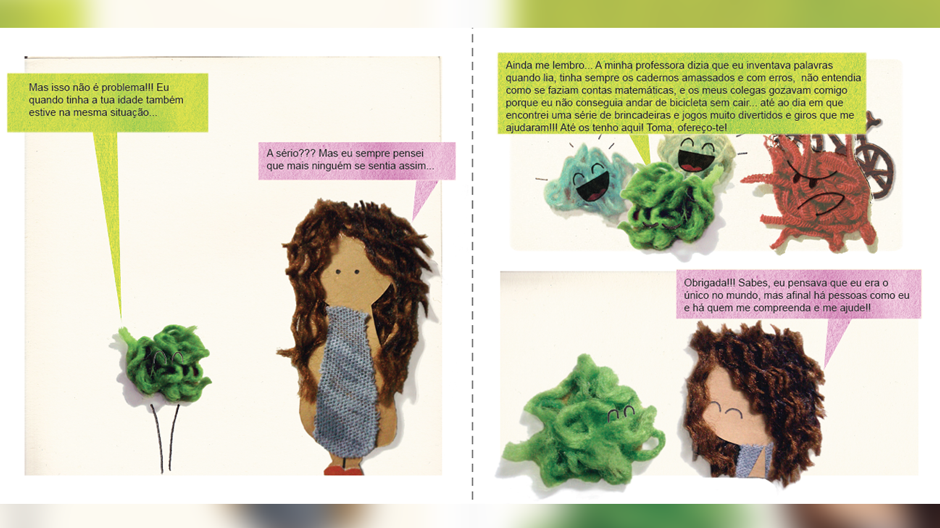 Mas isso não é problema!!! Eu
quando tinha a tua idade também
estive na mesma situação...
A sério??? Mas eu sempre pensei
que mais ninguém se sentia assim...
Ainda me lembro... A minha professora dizia que eu inventava palavras
quando lia, tinha sempre os cadernos amassados e com erros, não entendia
como se faziam contas matemáticas, e os meus colegas gozavam comigo
porque eu não conseguia andar de bicicleta sem cair... até ao dia em que
encontrei uma série de brincadeiras e jogos muito divertidos e giros que me
ajudaram!!! Até os tenho aqui! Toma, ofereço-te!
Obrigada!!! Sabes, eu pensava que eu era o
único no mundo, mas afinal há pessoas como eu
e há quem me compreenda e me ajude!!